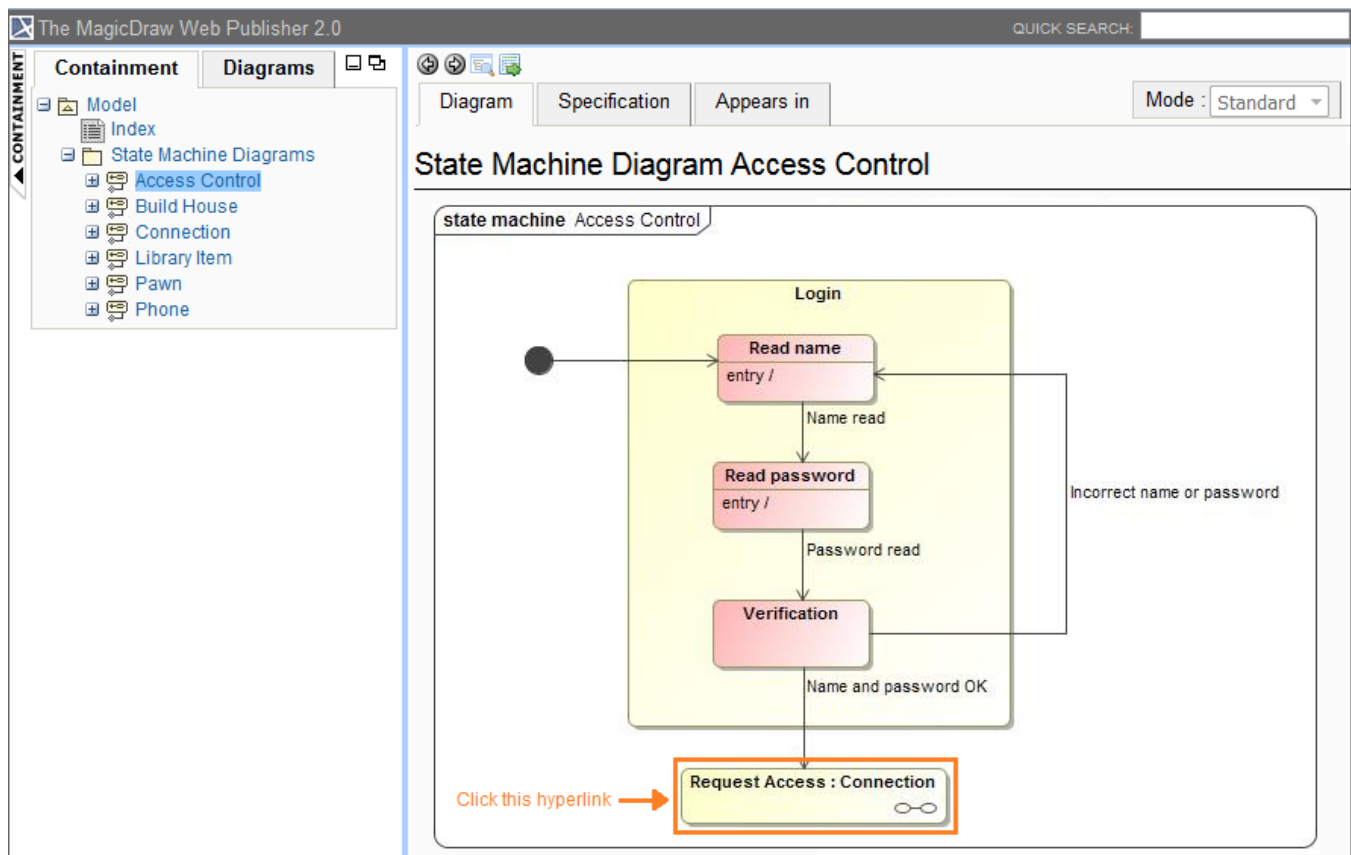 The MagicDraw Web Publisher 2.0
QUICK SEARCH:
CONTAINMENT
Containment
Diagrams
Model
Index
State Machine Diagrams
Access Control
Build House
Connection
Library Item
Pawn
Phone
Diagram
Specification
Appears in
Mode : Standard
State Machine Diagram Access Control
state machine Access Control
Login
Read name
entry /
Name read
Read password
entry /
Incorrect name or password
Password read
Verification
Name and password OK
Request Access : Connection
Click this hyperlink